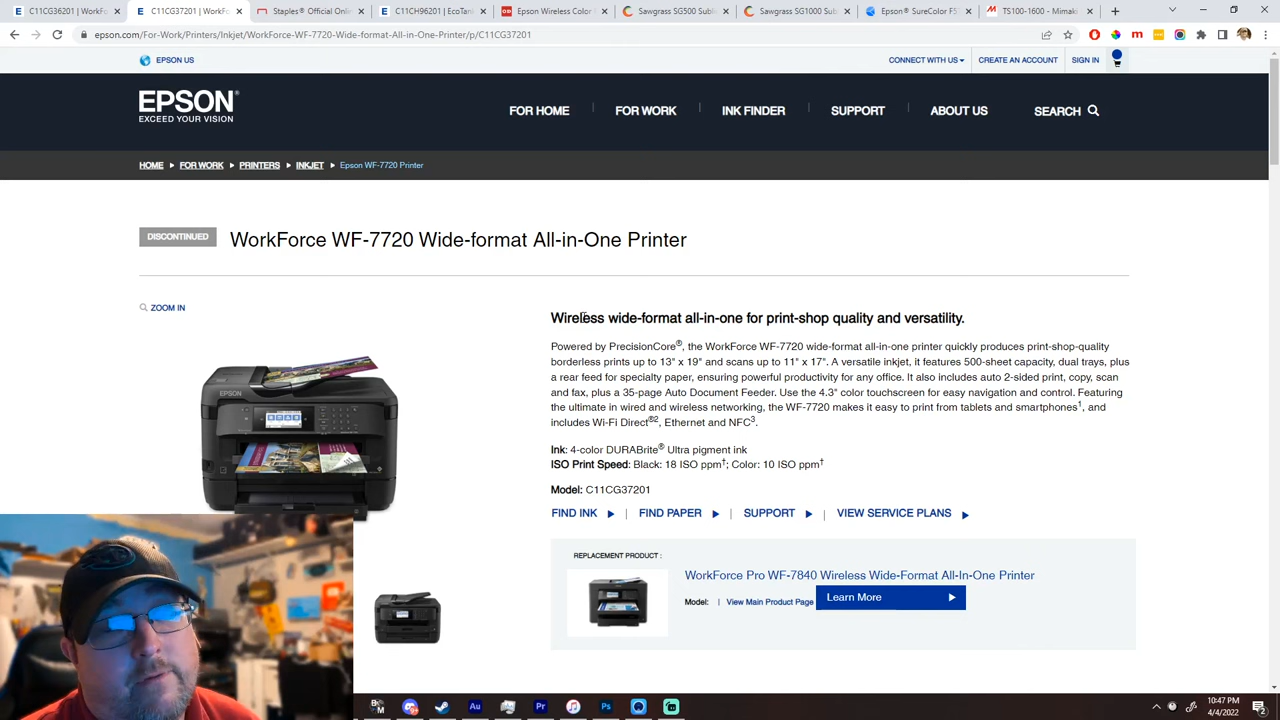 C11CG36201 | WorkFo
C11CG37201 | WorkFo
Staples® Official Onlin
C11CH96201 | EcoTan
Epson Wireless Color
Sawgrass SG500 Suble
Sawgrass SG1000 Sub
Epson® SureColor F5
TS100-1600 - Mimaki
epson.com/For-Work/Printers/Inkjet/WorkForce-WF-7720-Wide-format-All-in-One-Printer/p/C11CG37201
EPSON US
CONNECT WITH US
CREATE AN ACCOUNT
SIGN IN
EPSON®
EXCEED YOUR VISION
FOR HOME
FOR WORK
INK FINDER
SUPPORT
ABOUT US
SEARCH
HOME
FOR WORK
PRINTERS
INKJET
Epson WF-7720 Printer
DISCONTINUED
WorkForce WF-7720 Wide-format All-in-One Printer
ZOOM IN
EPSON
Wireless wide-format all-in-one for print-shop quality and versatility.
Powered by PrecisionCore®, the WorkForce WF-7720 wide-format all-in-one printer quickly produces print-shop-quality
borderless prints up to 13" x 19" and scans up to 11" x 17". A versatile inkjet, it features 500-sheet capacity, dual trays, plus
a rear feed for specialty paper, ensuring powerful productivity for any office. It also includes auto 2-sided print, copy, scan
and fax, plus a 35-page Auto Document Feeder. Use the 4.3" color touchscreen for easy navigation and control. Featuring
the ultimate in wired and wireless networking, the WF-7720 makes it easy to print from tablets and smartphones1, and
includes Wi-Fi Direct®2, Ethernet and NFC3.
Ink: 4-color DURABrite® Ultra pigment ink
ISO Print Speed: Black: 18 ISO ppm†; Color: 10 ISO ppm†
Model: C11CG37201
FIND INK | FIND PAPER | SUPPORT | VIEW SERVICE PLANS
REPLACEMENT PRODUCT :
WorkForce Pro WF-7840 Wireless Wide-Format All-In-One Printer
Model: | View Main Product Page Learn More
10:47 PM
4/4/2022